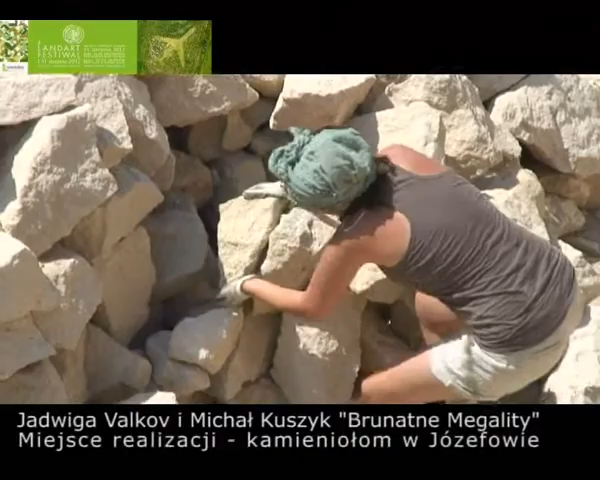 LANDART
FESTIWAL
Jadwiga Valkov i Michał Kuszyk "Brunatne Megality"
Miejsce realizacji - kamieniołom w Józefowie